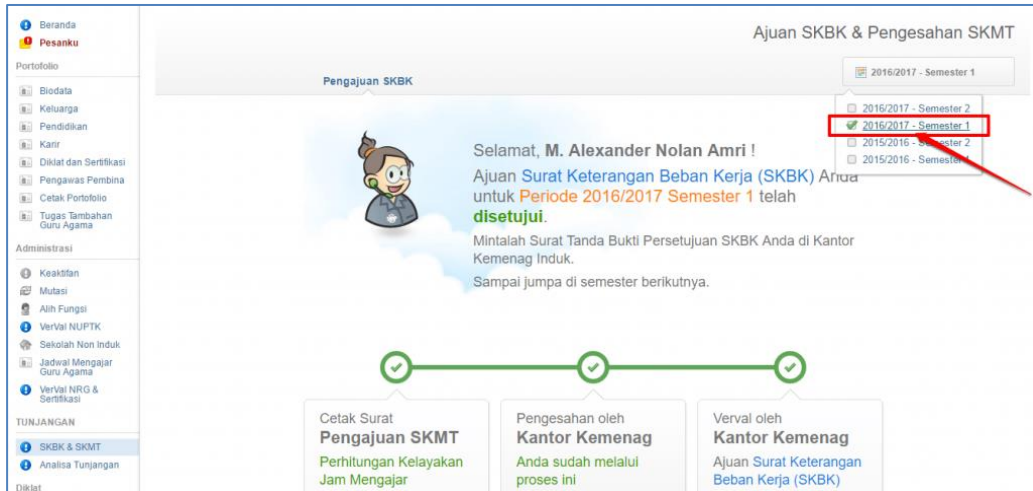 Beranda
Pesanku
Portofolio
Biodata
Keluarga
Pendidikan
Karir
Diklat dan Sertifikasi
Pengawas Pembina
Cetak Portofolio
Tugas Tambahan
Guru Agama
Administrasi
Keaktifan
Mutasi
Alih Fungsi
VerVal NUPTK
Sekolah Non Induk
Jadwal Mengajar
Guru Agama
VerVal NRG &
Sertifikasi
TUNJANGAN
SKBK & SKMT
Analisa Tunjangan
Diklat
Ajuan SKBK & Pengesahan SKMT
Pengajuan SKBK
2016/2017 - Semester 1
2016/2017 - Semester 2
2016/2017 - Semester 1
2015/2016 - Semester 2
2015/2016 - Semester
Selamat, M. Alexander Nolan Amri !
Ajuan Surat Keterangan Beban Kerja (SKBK) Anda
untuk Periode 2016/2017 Semester 1 telah
disetujui.
Mintalah Surat Tanda Bukti Persetujuan SKBK Anda di Kantor
Kemenag Induk.
Sampai jumpa di semester berikutnya.
Cetak Surat
Pengajuan SKMT
Perhitungan Kelayakan
Jam Mengajar
Pengesahan oleh
Kantor Kemenag
Anda sudah melalui
proses ini
Verval oleh
Kantor Kemenag
Ajuan Surat Keterangan
Beban Kerja (SKBK)